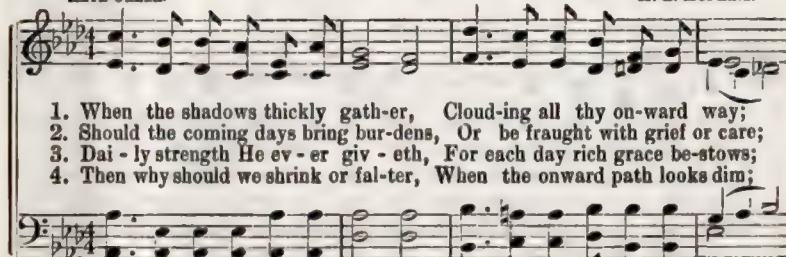 1. When the shadows thickly gath-er, Cloud-ing all thy on-ward way;
2. Should the coming days bring bur-dens, Or be fraught with grief or care;
3. Dai - ly strength He ev - er giv - eth, For each day rich grace be-stows;
4. Then why should we shrink or fal-ter, When the onward path looks dim;